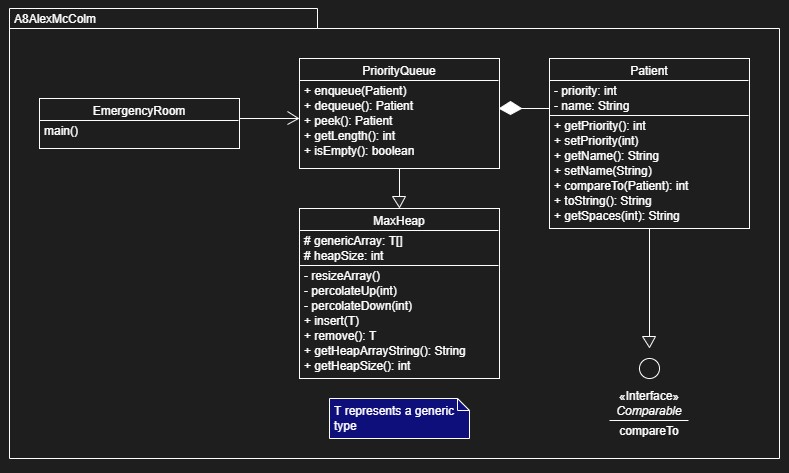 A8AlexMcColm
EmergencyRoom
main()
PriorityQueue
+ enqueue(Patient)
+ dequeue(): Patient
+ peek(): Patient
+ getLength(): int
+ isEmpty(): boolean
Patient
- priority: int
- name: String
+ getPriority(): int
+ setPriority(int)
+ getName(): String
+ setName(String)
+ compareTo(Patient): int
+ toString(): String
+ getSpaces(int): String
MaxHeap
# genericArray: T[]
# heapSize: int
- resizeArray()
- percolateUp(int)
- percolateDown(int)
+ insert(T)
+ remove(): T
+ getHeapArrayString(): String
+ getHeapSize(): int
T represents a generic
type
«Interface»
Comparable
compareTo